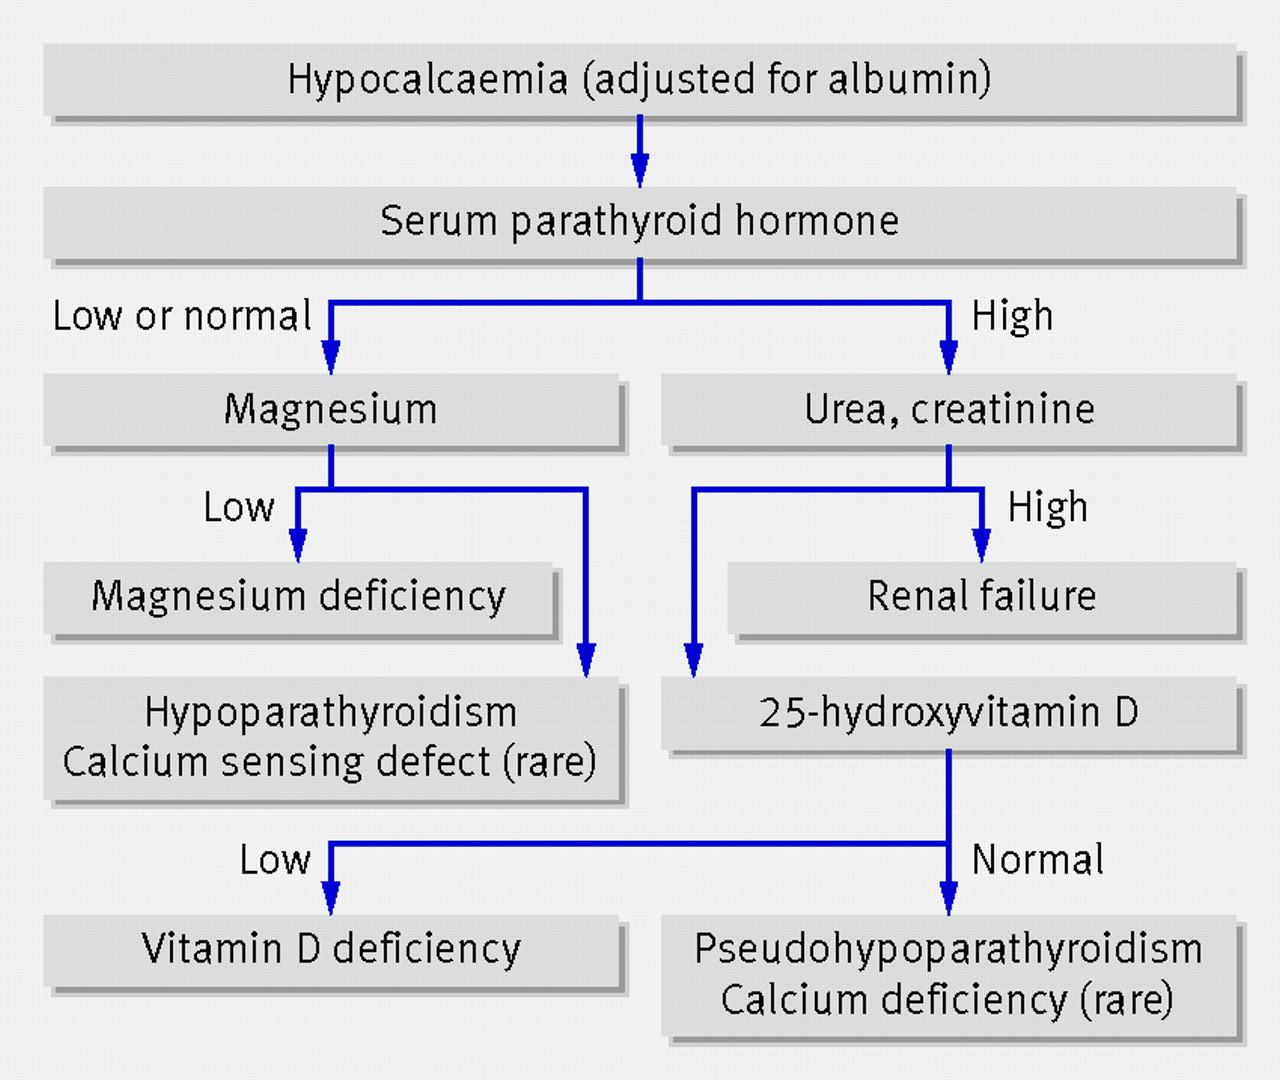 Hypocalcaemia (adjusted for albumin)
Serum parathyroid hormone
Low or normal
High
Magnesium
Urea, creatinine
Low
High
Magnesium deficiency
Renal failure
Hypoparathyroidism
Calcium sensing defect (rare)
25-hydroxyvitamin D
Low
Normal
Vitamin D deficiency
Pseudohypoparathyroidism
Calcium deficiency (rare)